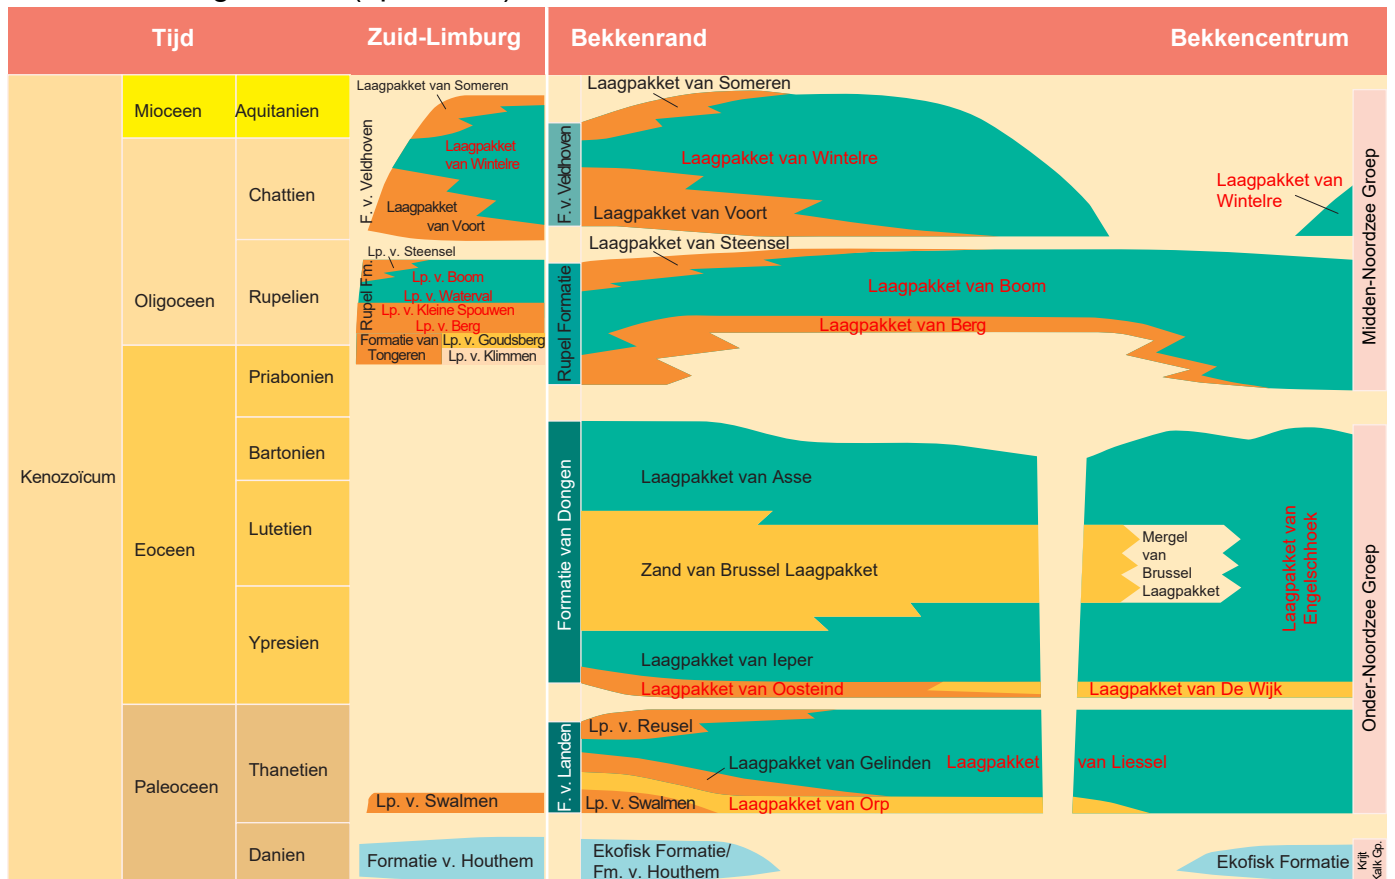 Tijd
Zuid-Limburg
Bekkenrand
Bekkencentrum
Kenozoïcum
Mioceen
Aquitanien
Oligoceen
Chattien
Rupelien
Eoceen
Priabonien
Bartonien
Lutetien
Ypresien
Paleoceen
Thanetien
Danien
F. v. Veldhoven
Laagpakket van Someren
Laagpakket
van Wintelre
Laagpakket
van Voort
Rupel Fm.
Lp. v. Steensel
Lp. v. Boom
Lp. v. Waterval
Lp. v. Kleine Spouwen
Lp. v. Berg
Formatie van
Tongeren
Lp. v. Goudsberg
Lp. v. Klimmen
Lp. v. Swalmen
Formatie v. Houthem
F. v. Veldhoven
Laagpakket van Someren
Laagpakket van Wintelre
Laagpakket van Voort
Laagpakket van
Wintelre
Rupel Formatie
Laagpakket van Steensel
Laagpakket van Boom
Laagpakket van Berg
Formatie van Dongen
Laagpakket van Asse
Zand van Brussel Laagpakket
Mergel
van
Brussel
Laagpakket
Laagpakket van
Engelschhoek
Laagpakket van Ieper
Laagpakket van Oosteind
Laagpakket van De Wijk
F. v. Landen
Lp. v. Reusel
Laagpakket van Gelinden
Laagpakket van Liessel
Lp. v. Swalmen
Laagpakket van Orp
Ekofisk Formatie/
Fm. v. Houthem
Ekofisk Formatie
Midden-Noordzee Groep
Onder-Noordzee Groep
Krijt
Kalk Gp.